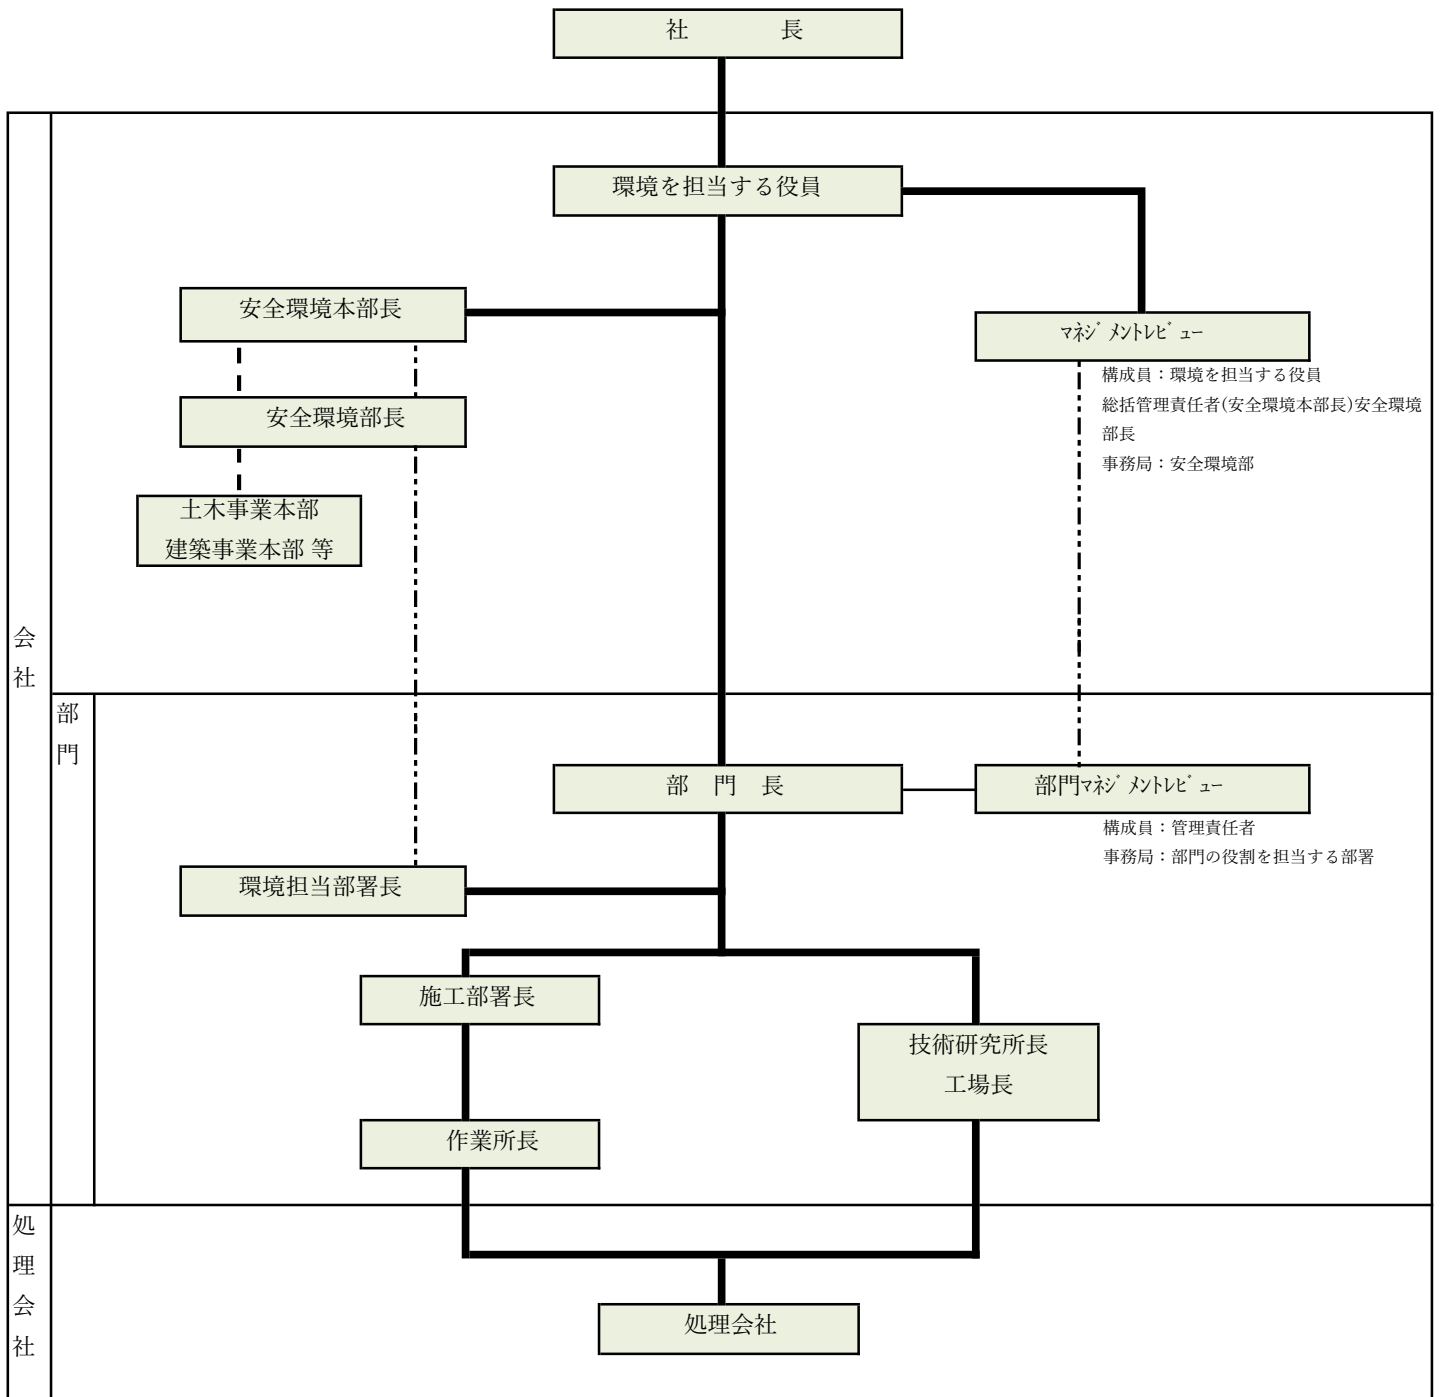 社　　　　長
環境を担当する役員
安全環境本部長
ﾏﾈｼﾞﾒﾝﾄﾚﾋﾞｭｰ
構成員：環境を担当する役員
総括管理責任者(安全環境本部長)安全環境
部長
事務局：安全環境部
安全環境部長
土木事業本部
建築事業本部 等
会
社
部
門
部　門　長
部門ﾏﾈｼﾞﾒﾝﾄﾚﾋﾞｭｰ
構成員：管理責任者
事務局：部門の役割を担当する部署
環境担当部署長
施工部署長
技術研究所長
工場長
作業所長
処
理
会
社
処理会社